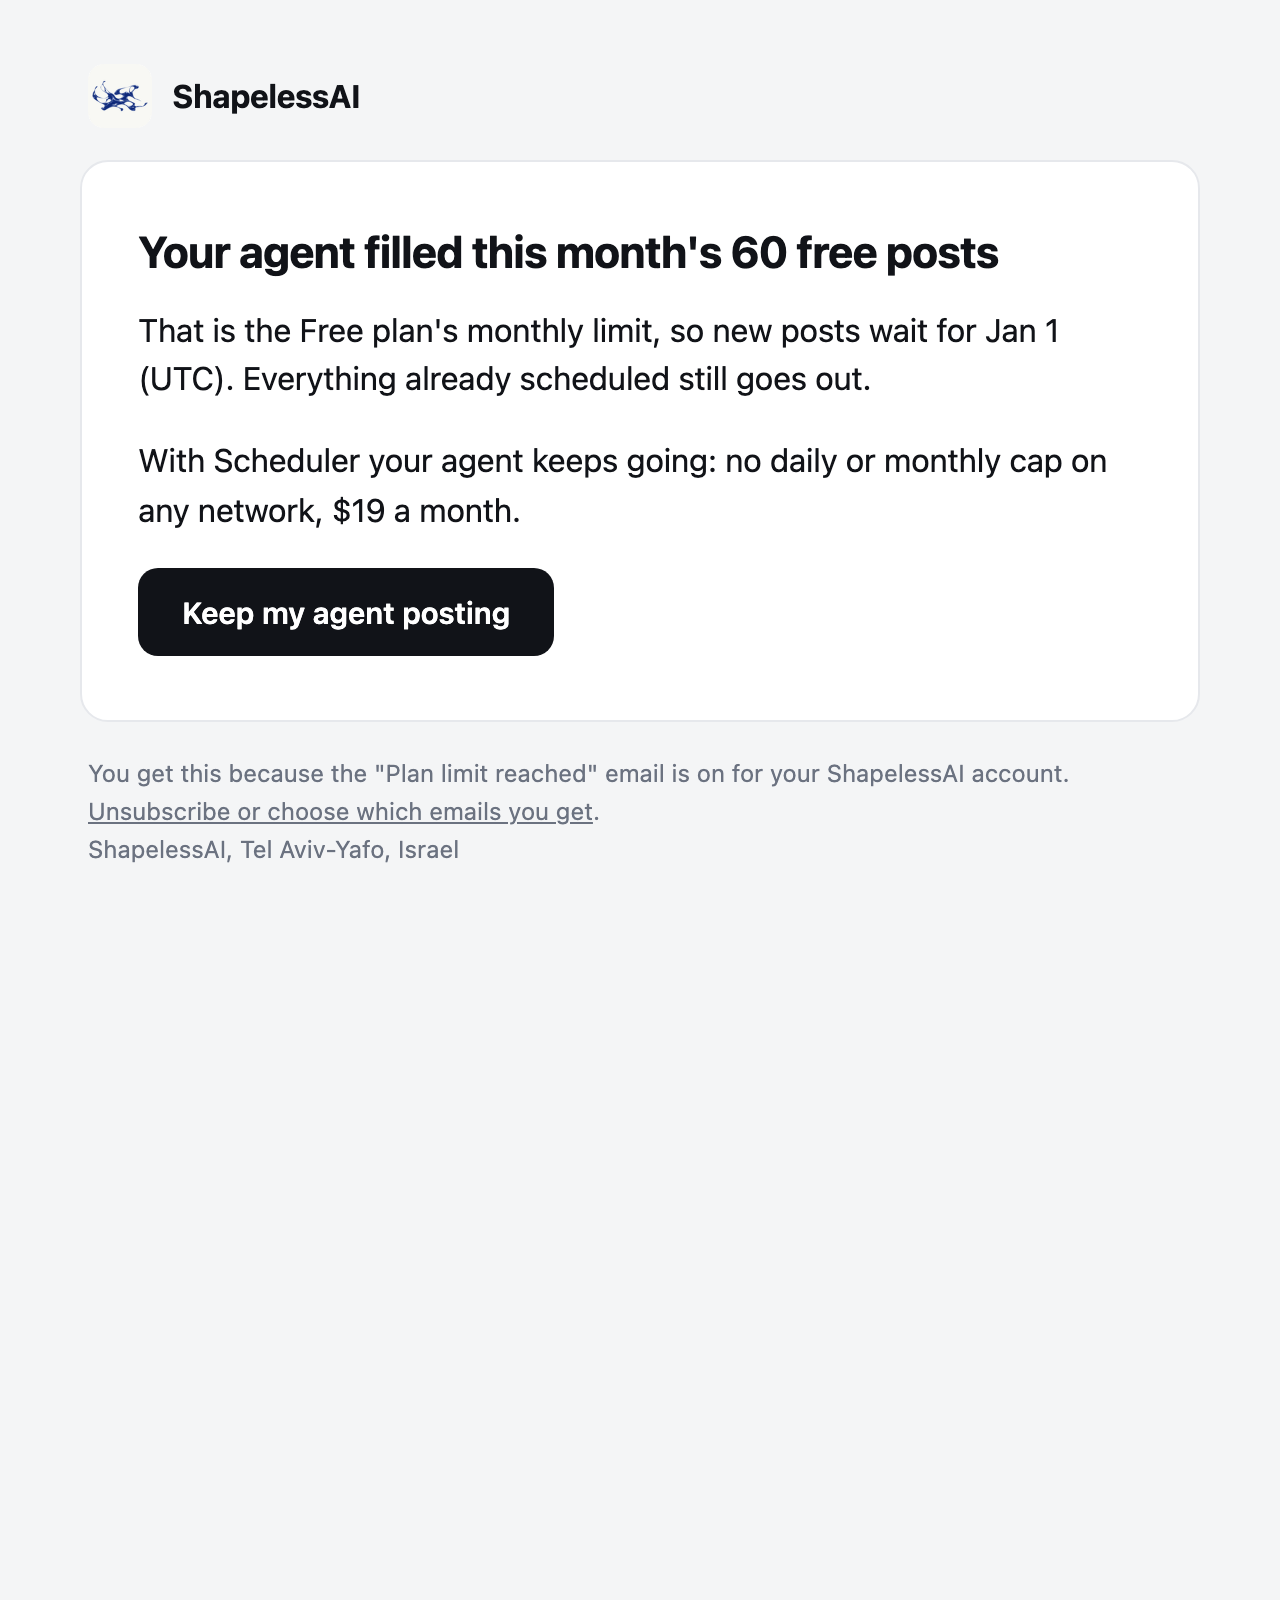 ShapelessAI
Your agent filled this month's 60 free posts
That is the Free plan's monthly limit, so new posts wait for Jan 1
(UTC). Everything already scheduled still goes out.
With Scheduler your agent keeps going: no daily or monthly cap on
any network, $19 a month.
Keep my agent posting
You get this because the "Plan limit reached" email is on for your ShapelessAI account.
Unsubscribe or choose which emails you get.
ShapelessAI, Tel Aviv-Yafo, Israel